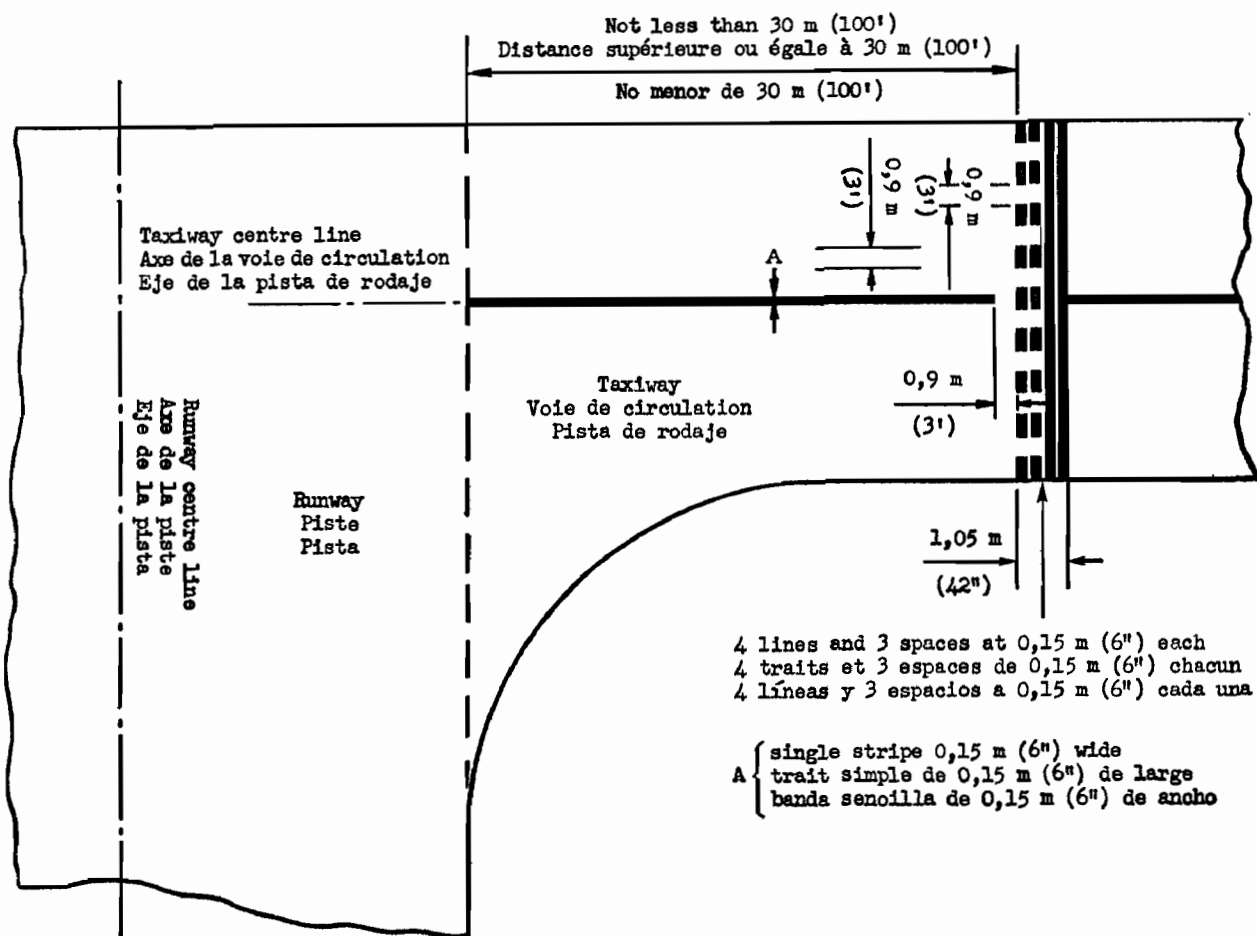 Not less than 30 m (100')
Distance supérieure ou égale à 30 m (100')
No menor de 30 m (100')
0,9 m
(3')
0,9 m
(3')
Taxiway centre line
Axe de la voie de circulation
Eje de la pista de rodaje
A
Taxiway
Voie de circulation
Pista de rodaje
0,9 m
(3')
Runway centre line
Axe de la piste
Eje de la pista
Runway
Piste
Pista
1,05 m
(42")
4 lines and 3 spaces at 0,15 m (6") each
4 traits et 3 espaces de 0,15 m (6") chacun
4 líneas y 3 espacios a 0,15 m (6") cada una
A { single stripe 0,15 m (6") wide
trait simple de 0,15 m (6") de large
banda senoilla de 0,15 m (6") de ancho